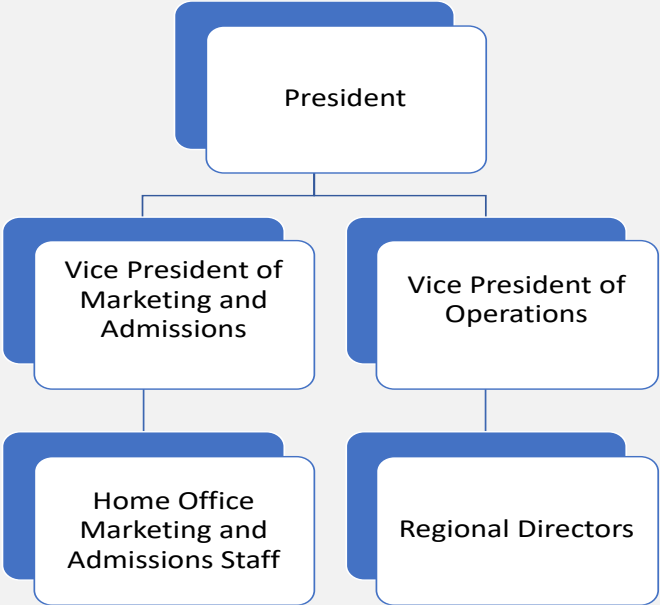 President
Vice President of
Marketing and
Admissions
Vice President of
Operations
Home Office
Marketing and
Admissions Staff
Regional Directors